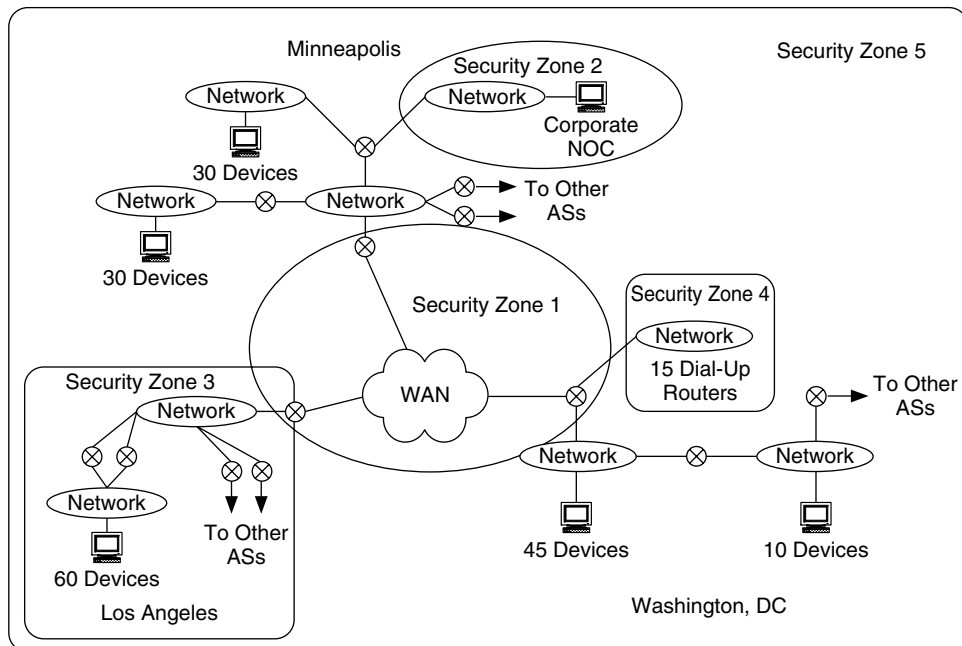 Minneapolis
Security Zone 5
Security Zone 2
Network
Network
Corporate
NOC
30 Devices
To Other
ASs
Network
Network
30 Devices
Security Zone 1
Security Zone 4
Network
15 Dial-Up
Routers
Security Zone 3
WAN
To Other
ASs
Network
Network
Network
Network
To Other
ASs
45 Devices
10 Devices
60 Devices
Los Angeles
Washington, DC